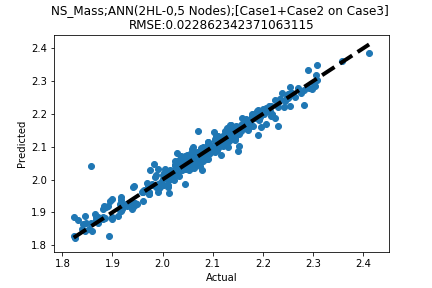 NS_Mass;ANN(2HL-0,5 Nodes);[Case1+Case2 on Case3]
RMSE:0.022862342371063115
2.4
2.3
2.2
2.1
2.0
1.9
1.8
Predicted
1.8 1.9 2.0 2.1 2.2 2.3 2.4
Actual